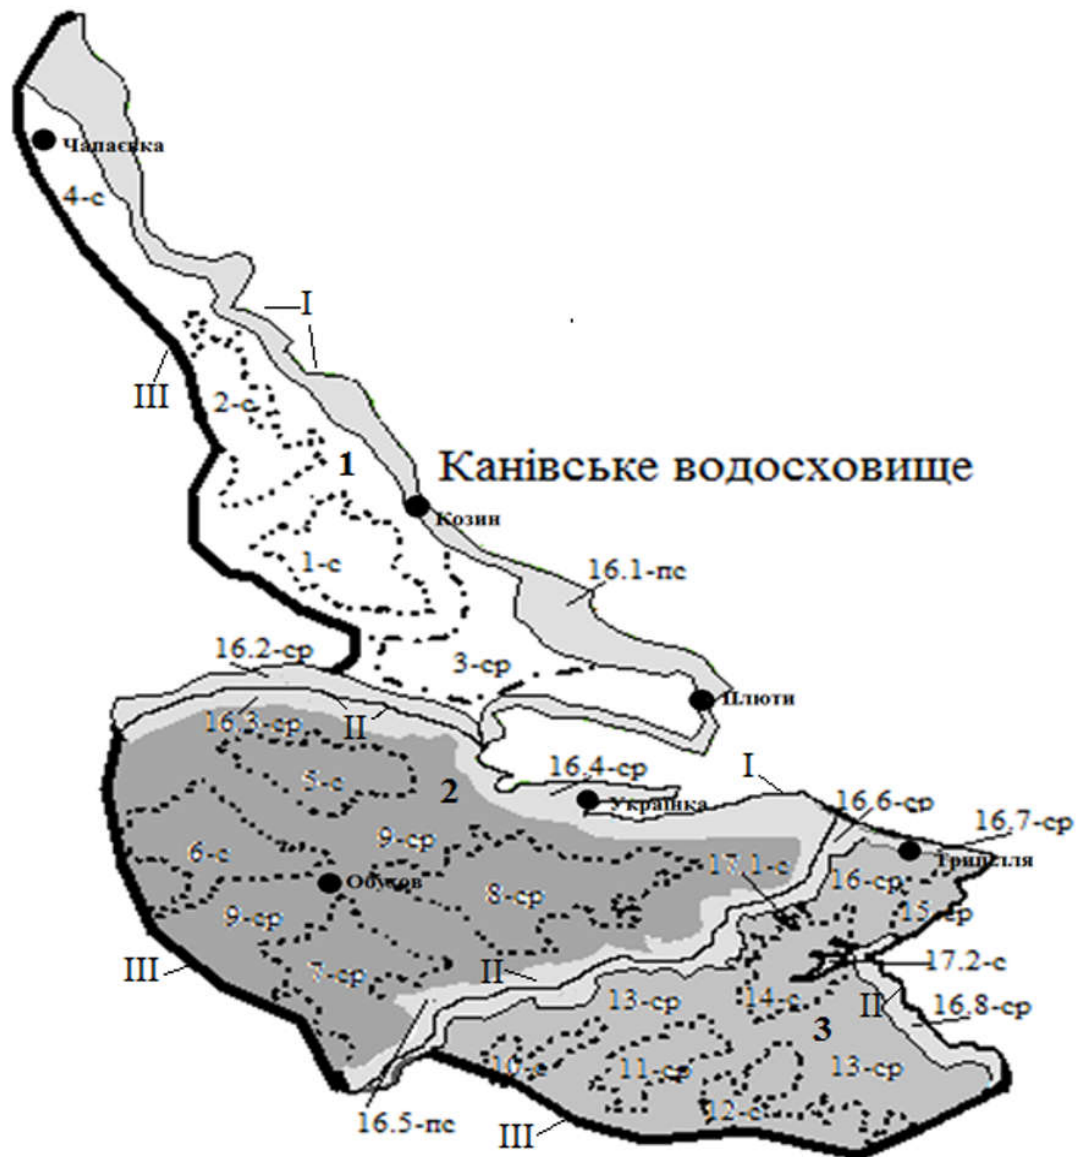 Чапаєвка
4-с
I
III
2-с
1
Канівське водосховище
Козин
1-с
16.1-пс
16.2-ср
3-ср
Плюти
16.3-ср
II
16.4-ср
I
5-с
2
Українка
16.6-ср
16.7-ср
9-ср
17.1-с
Трипілля
6-с
16-ср
Обухов
8-ср
15-ср
9-ср
III
7-ср
II
17.2-с
13-ср
14-с
II
16.8-ср
3
10-с
11-ср
13-ср
12-с
16.5-пс
III